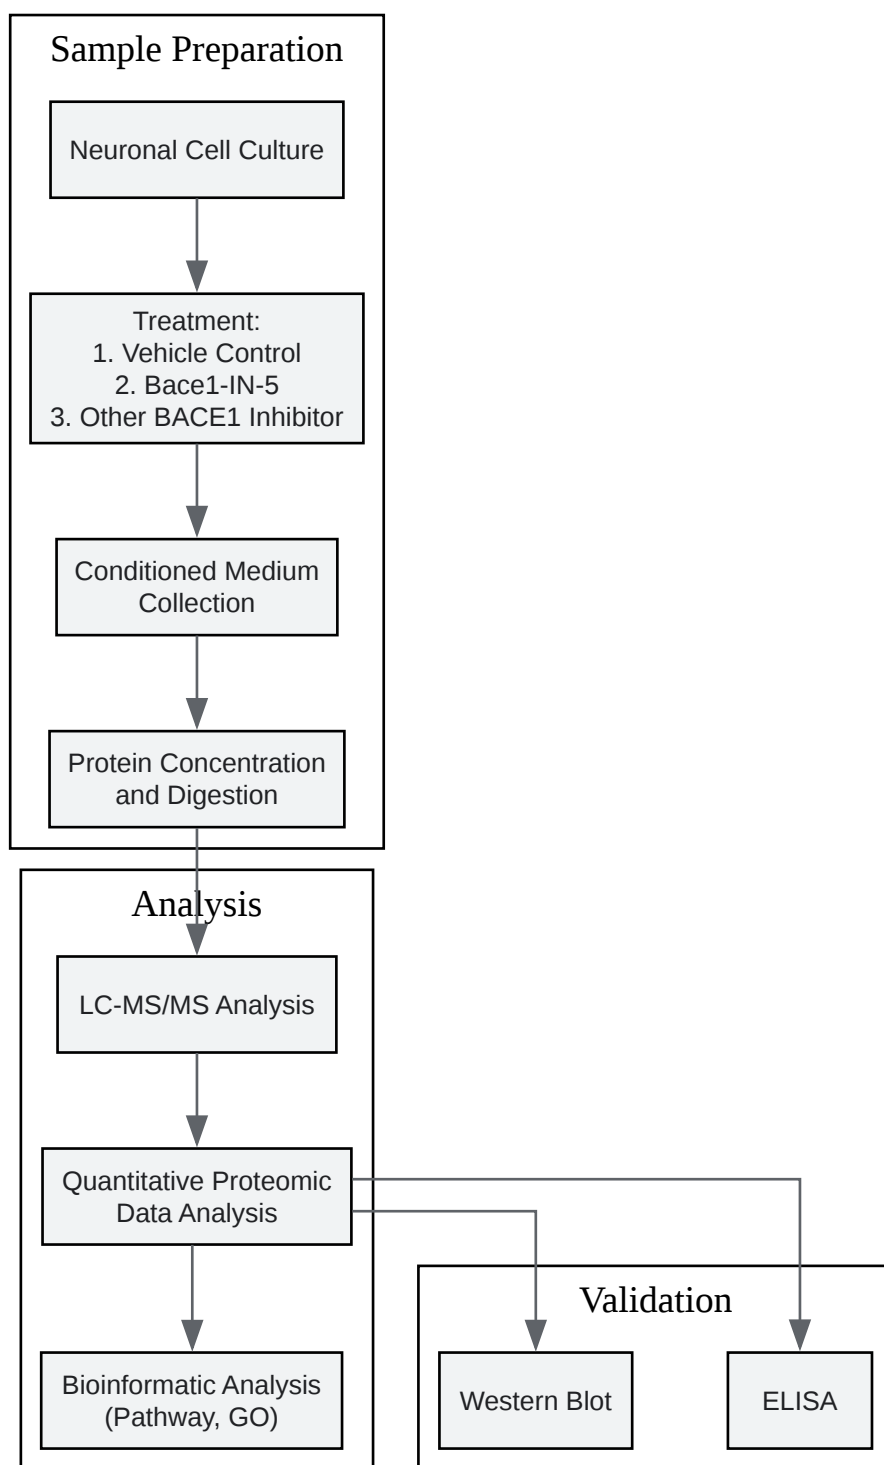 Sample Preparation
Neuronal Cell Culture
Treatment:
1. Vehicle Control
2. Bace1-IN-5
3. Other BACE1 Inhibitor
Conditioned Medium
Collection
Protein Concentration
and Digestion
Analysis
LC-MS/MS Analysis
Quantitative Proteomic
Data Analysis
Bioinformatic Analysis
(Pathway, GO)
Validation
Western Blot
ELISA